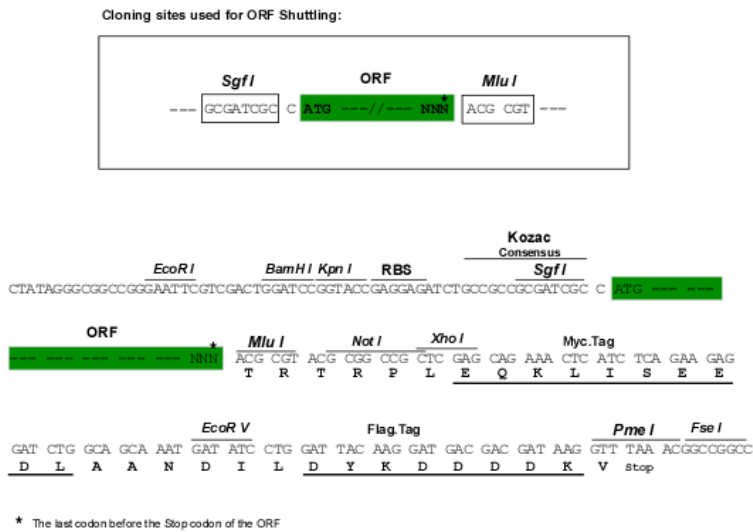 Cloning sites used for ORF Shuttling:
Sgf I ORF Mlu I
*
--- GCGATCGC C ATG ---//--- NNN ACG CGT ---
Kozac
Consensus
EcoR I BamH I Kpn I RBS Sgf I
CTATAGGGCGGCCGGGAATTCGTCGACTGGATCCGGTACCGAGGAGATCTGCCGCCGCGATCGC C ATG --- ---
ORF * Mlu I Not I Xho I Myc.Tag
--- --- --- --- --- NNN ACG CGT ACG CGG CCG CTC GAG CAG AAA CTC ATC TCA GAA GAG
T R T R P L E Q K L I S E E
EcoR V Flag.Tag Pme I Fse I
GAT CTG GCA GCA AAT GAT ATC CTG GAT TAC AAG GAT GAC GAC GAT AAG GTT TAA ACGGCCGGCC
D L A A N D I L D Y K D D D D K V Stop
* The last codon before the Stop codon of the ORF